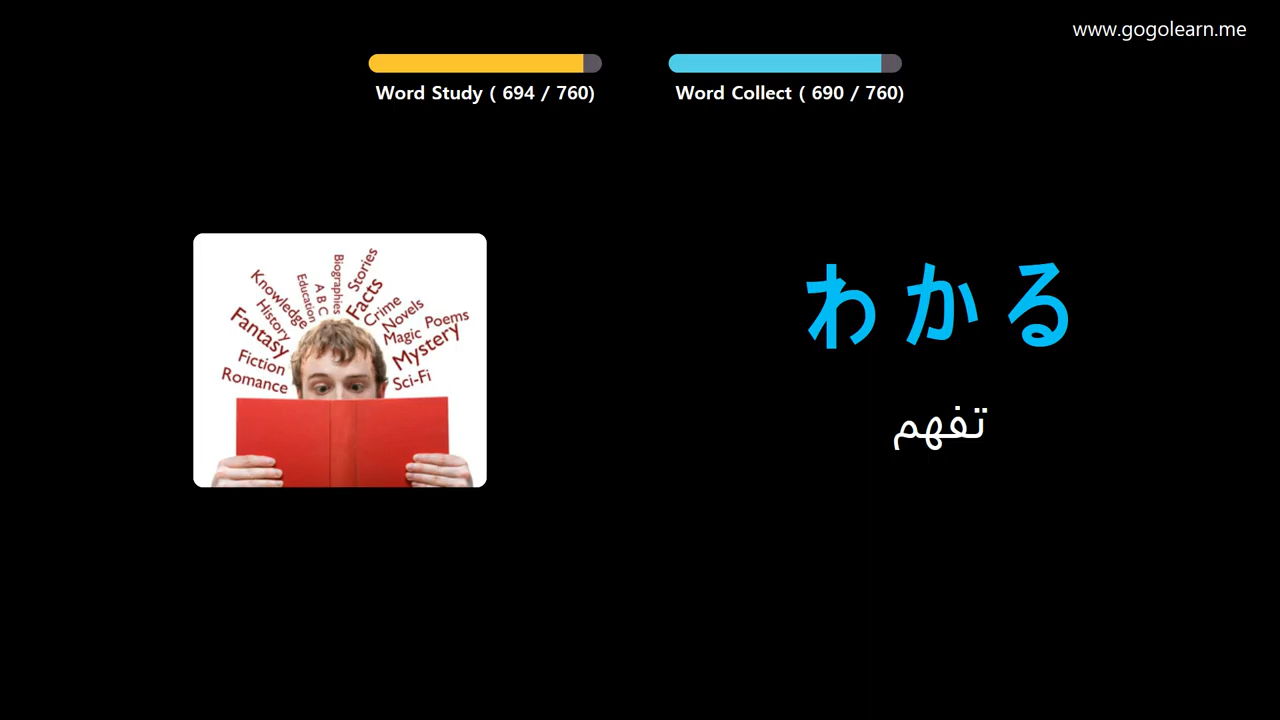 www.gogolearn.me
Word Study ( 694 / 760)
Word Collect ( 690 / 760)
Knowledge
History
Fantasy
Fiction
Romance
Education
A B C
Biographies
Stories
Facts
Crime
Novels
Magic
Poems
Mystery
Sci-Fi
わかる
تفهم